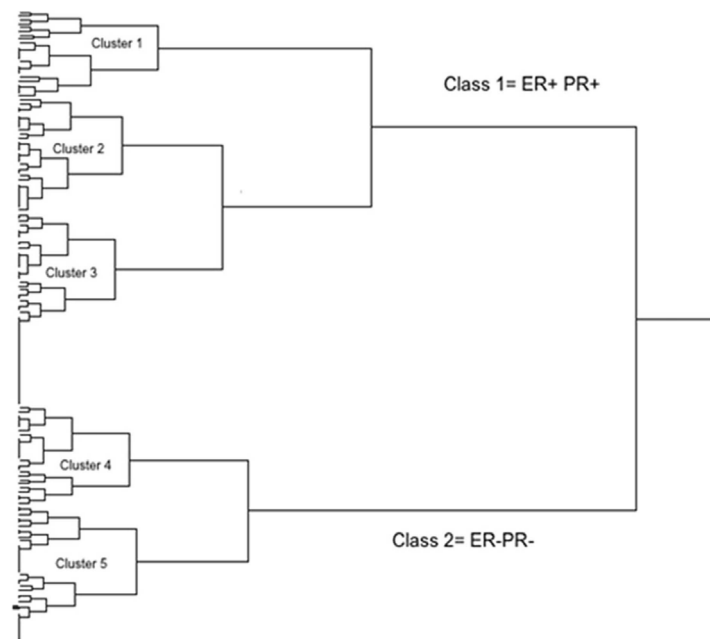 Cluster 1
Class 1= ER+ PR+
Cluster 2
Cluster 3
Cluster 4
Class 2= ER-PR-
Cluster 5